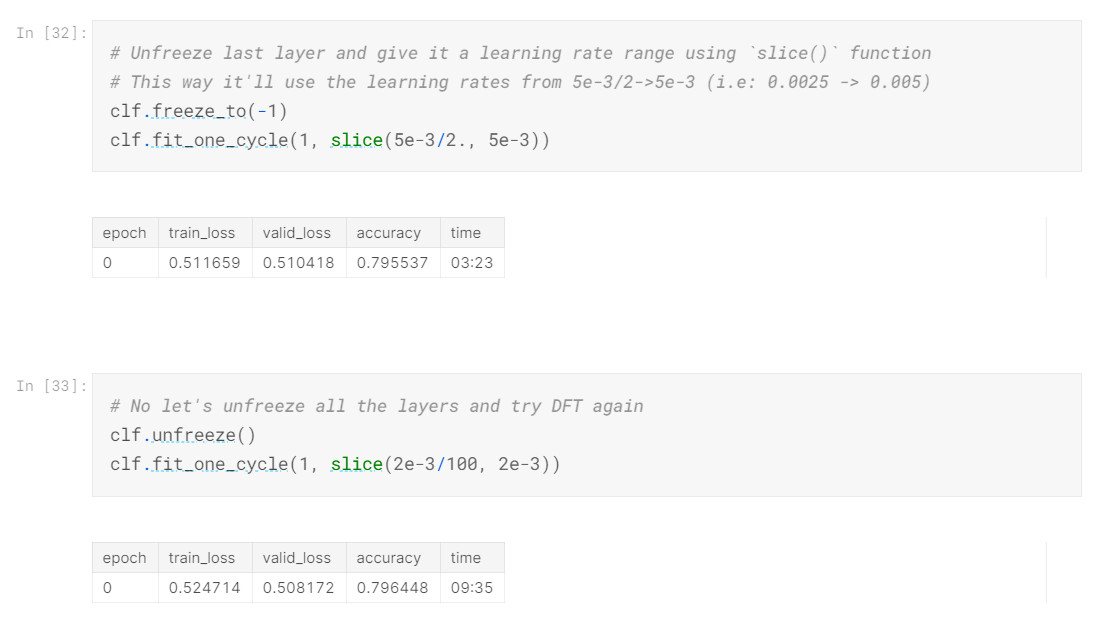 In [32]:
# Unfreeze last layer and give it a learning rate range using `slice()` function
# This way it'll use the learning rates from 5e-3/2->5e-3 (i.e: 0.0025 -> 0.005)
clf.freeze_to(-1)
clf.fit_one_cycle(1, slice(5e-3/2., 5e-3))
epoch train_loss valid_loss accuracy time
0 0.511659 0.510418 0.795537 03:23
In [33]:
# No let's unfreeze all the layers and try DFT again
clf.unfreeze()
clf.fit_one_cycle(1, slice(2e-3/100, 2e-3))
epoch train_loss valid_loss accuracy time
0 0.524714 0.508172 0.796448 09:35